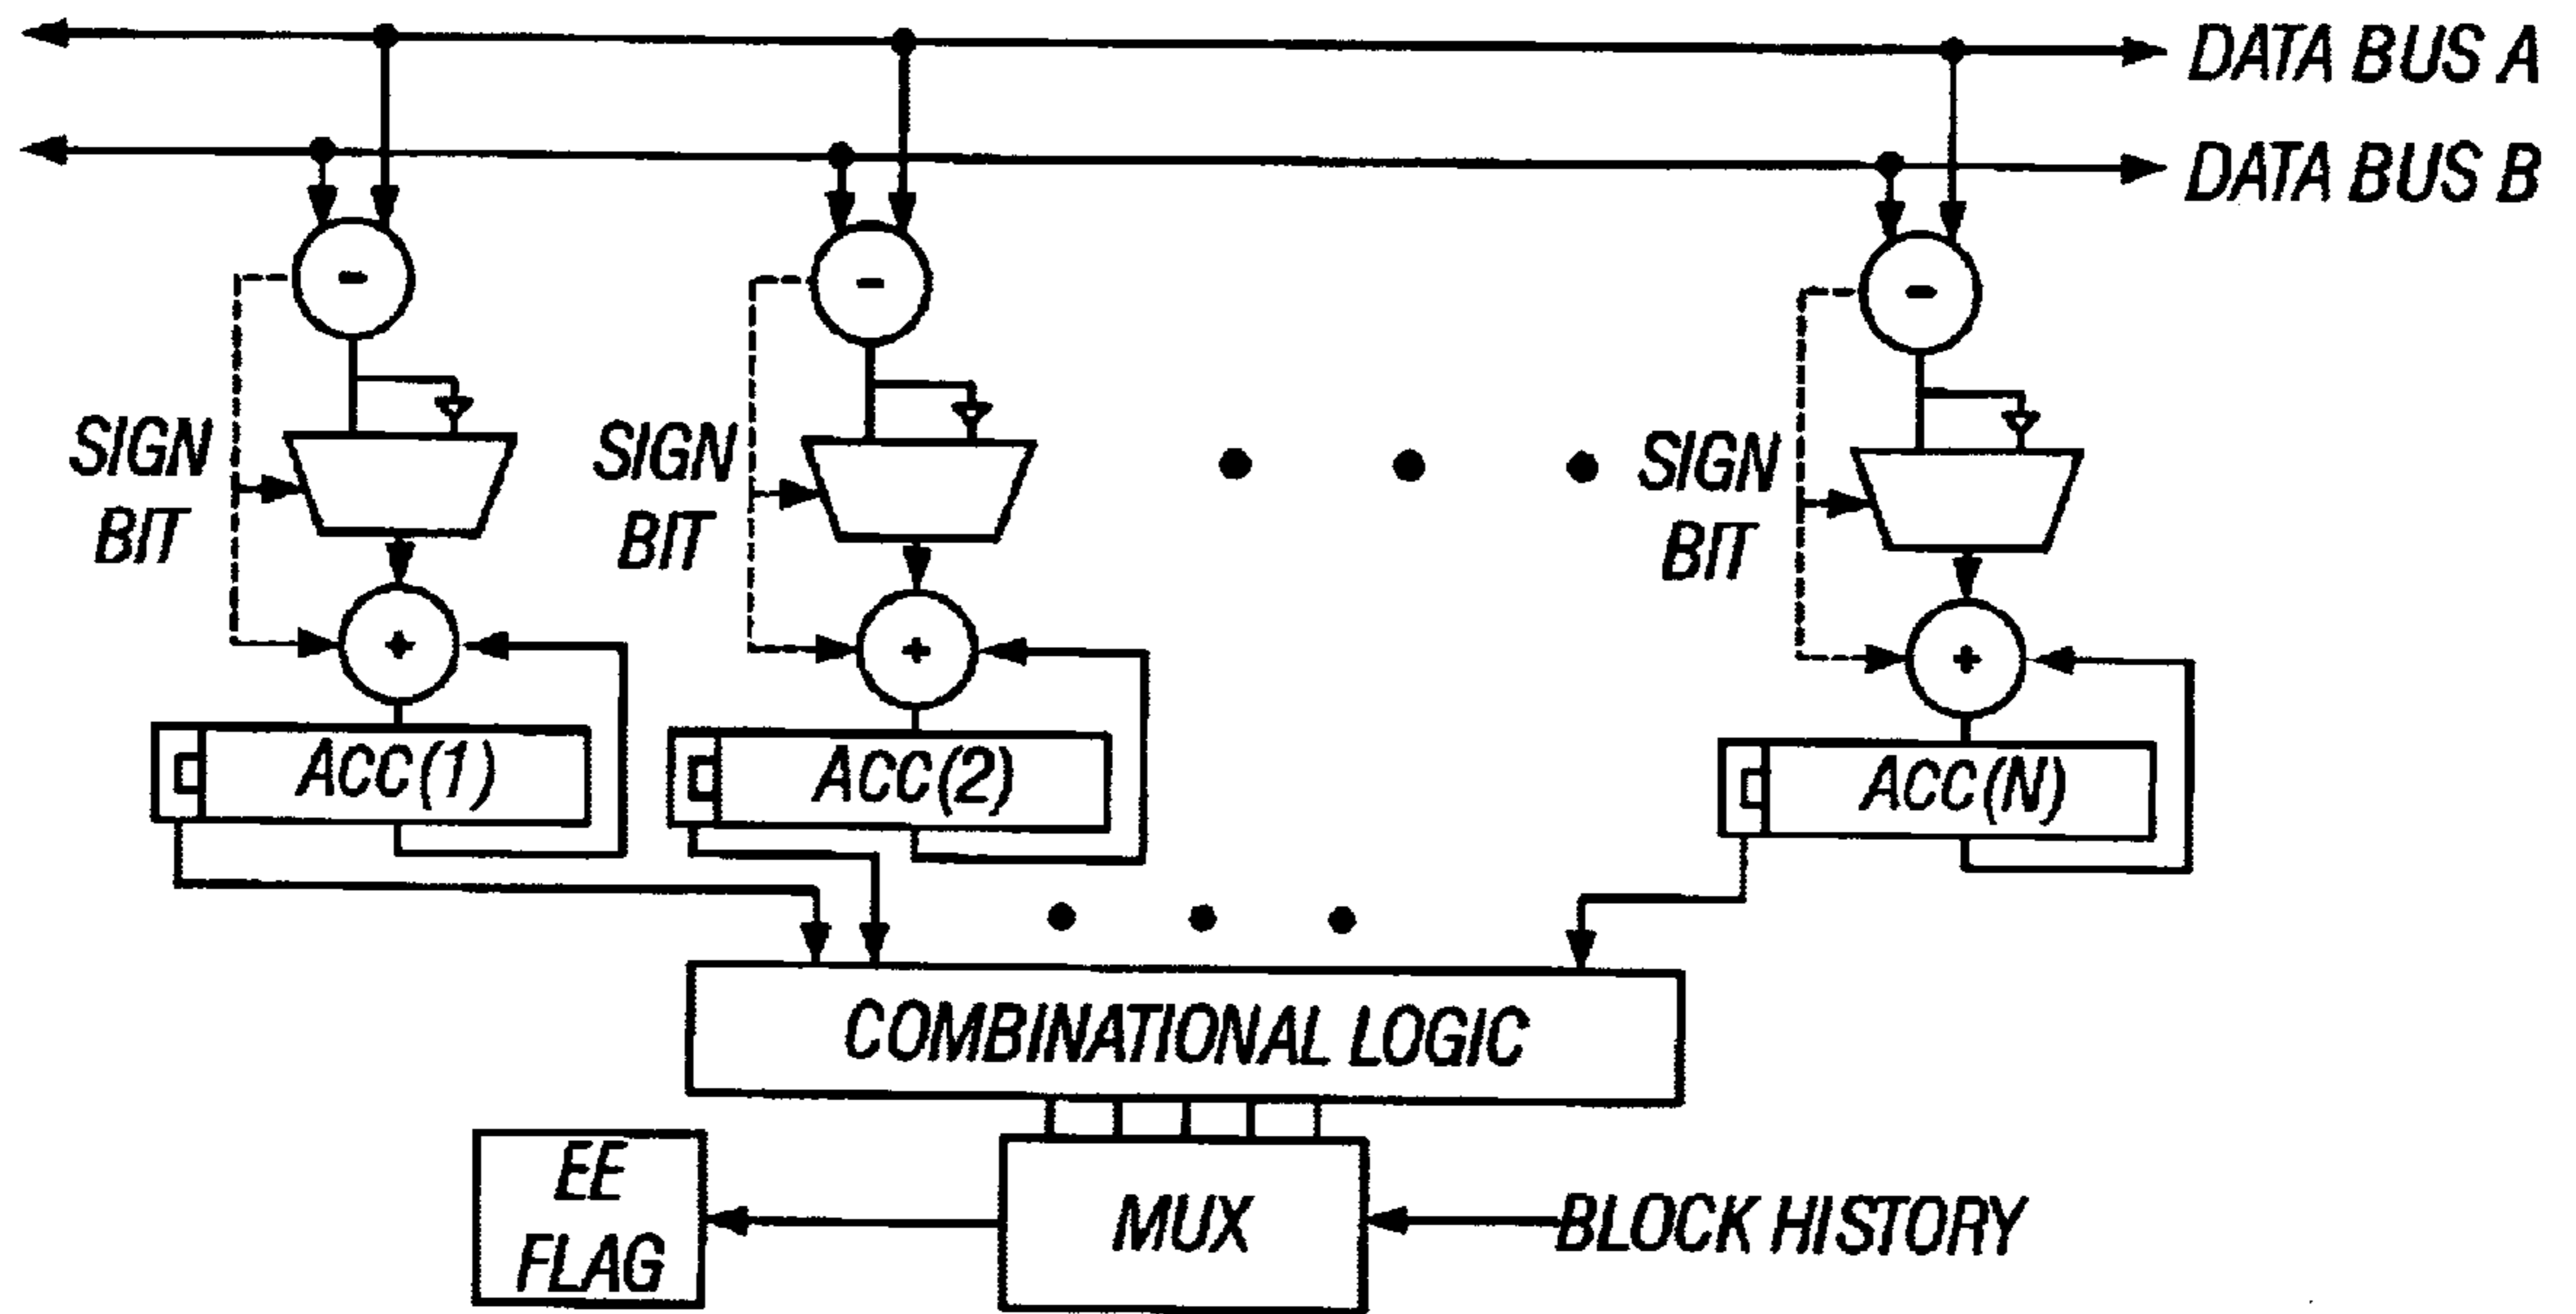 DATA BUS A
DATA BUS B
-
-
-
SIGN
BIT
SIGN
BIT
SIGN
BIT
+
+
+
ACC(1)
ACC(2)
ACC(N)
COMBINATIONAL LOGIC
EE
FLAG
MUX
BLOCK HISTORY